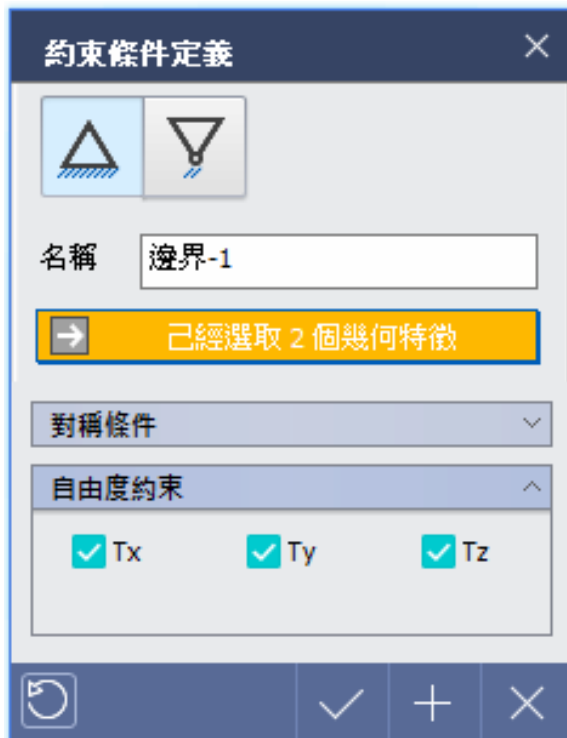 約束條件定義
名稱
邊界-1
己經選取 2 個幾何特徵
對稱條件
自由度約束
Tx Ty Tz